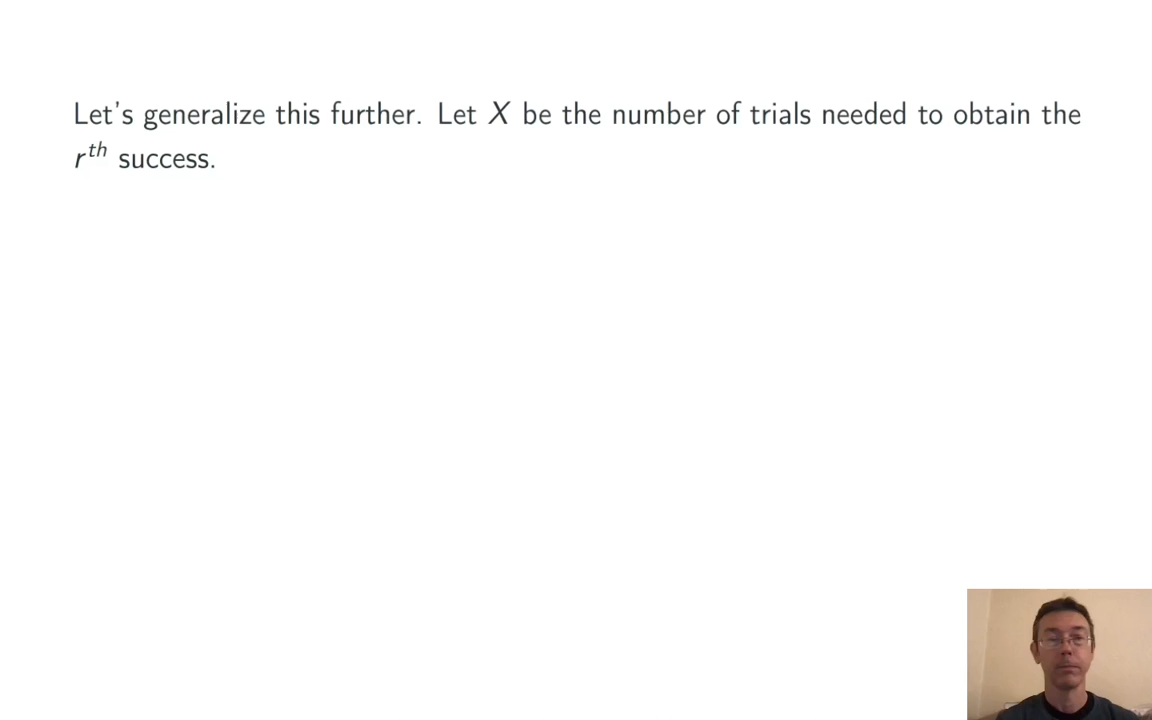 Let's generalize this further. Let X be the number of trials needed to obtain the
r^th success.